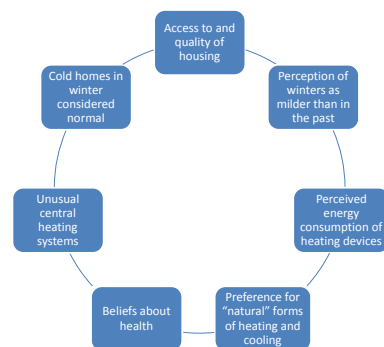 Access to and
quality of
housing
Perception of
winters as
milder than in
the past
Perceived
energy
consumption of
heating devices
Preference for
“natural” forms
of heating and
cooling
Beliefs about
health
Unusual
central
heating
systems
Cold homes in
winter
considered
normal